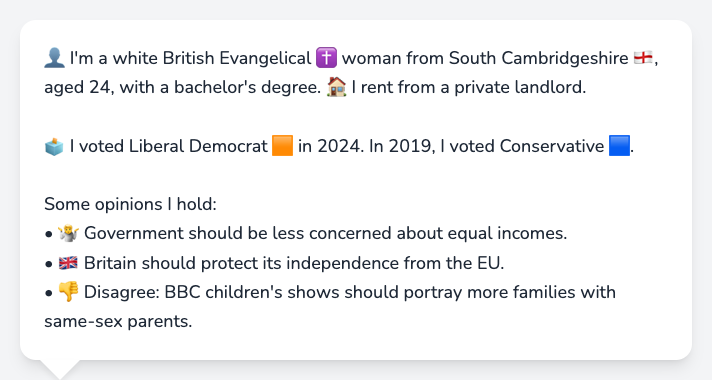 👤 I'm a white British Evangelical ✝️ woman from South Cambridgeshire 🏴󠁧󠁢󠁥󠁮󠁧󠁿,
aged 24, with a bachelor's degree. 🏠 I rent from a private landlord.
🗳️ I voted Liberal Democrat 🟧 in 2024. In 2019, I voted Conservative 🟦.
Some opinions I hold:
• 🤷 Government should be less concerned about equal incomes.
• 🇬🇧 Britain should protect its independence from the EU.
• 👎 Disagree: BBC children's shows should portray more families with
same-sex parents.